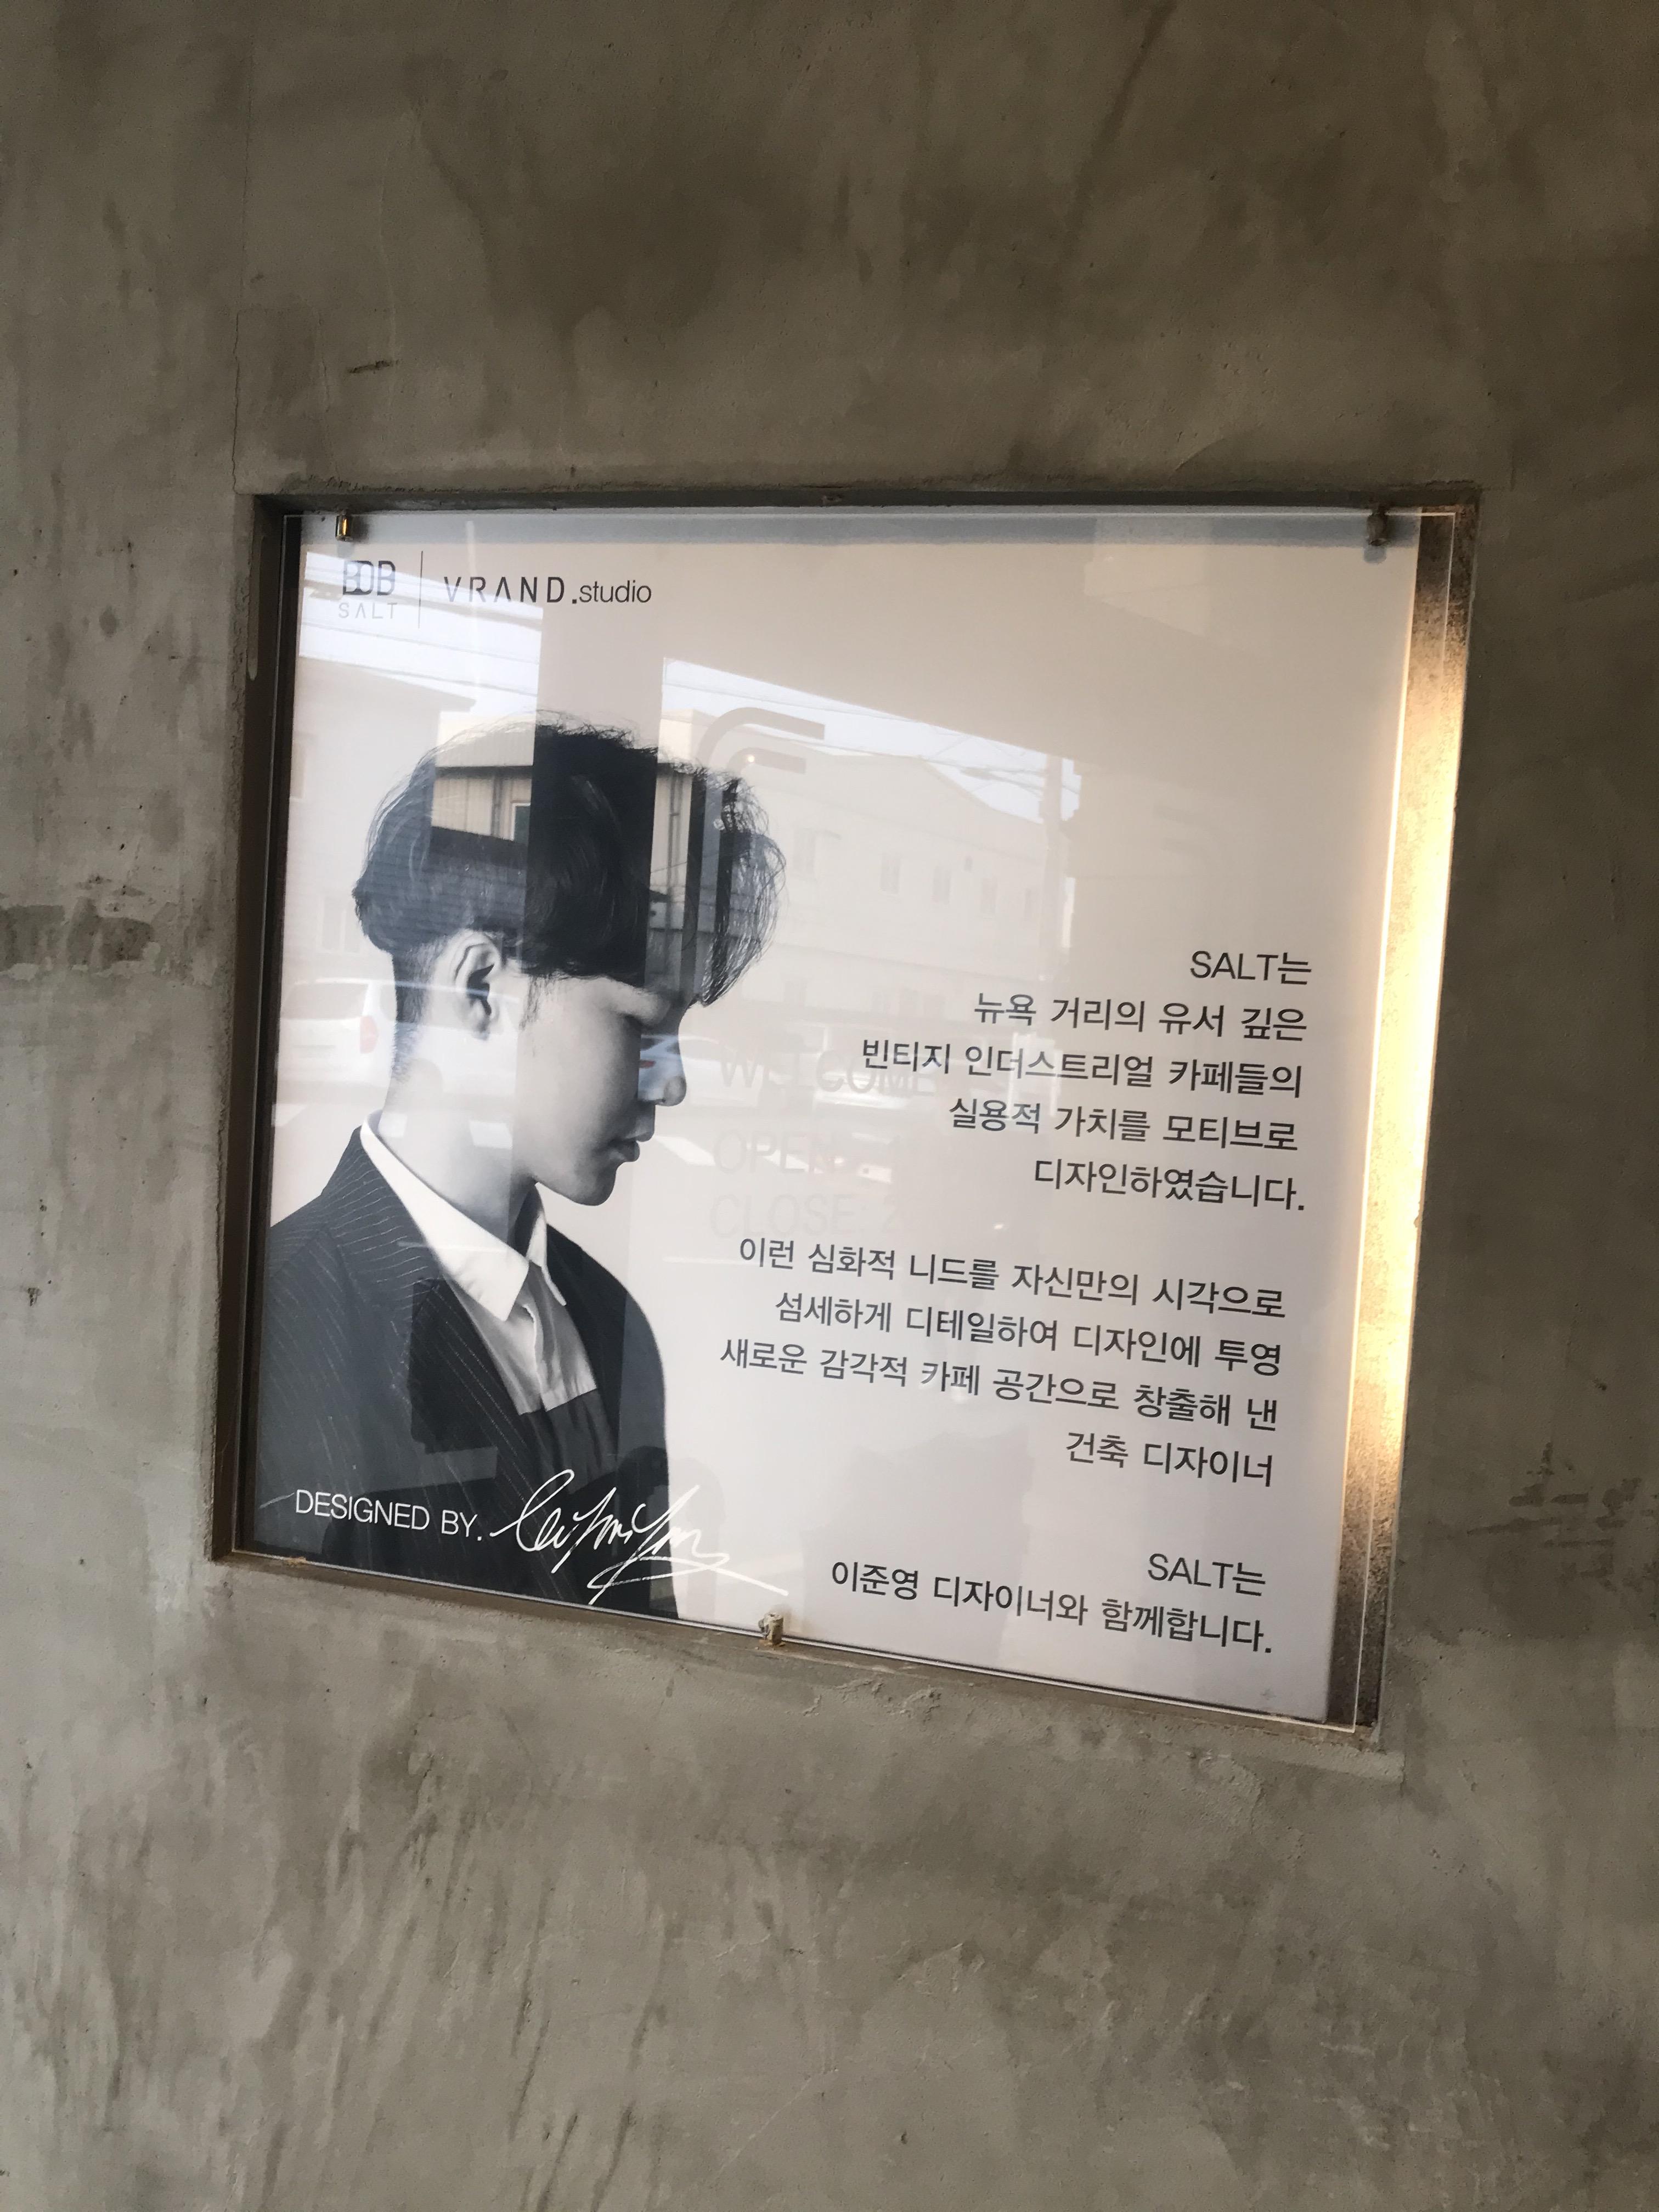 BOB
SALT
VRAND.studio
SALT는
뉴욕 거리의 유서 깊은
빈티지 인더스트리얼 카페들의
실용적 가치를 모티브로
디자인하였습니다.
이런 심화적 니드를 자신만의 시각으로
섬세하게 디테일하여 디자인에 투영
새로운 감각적 카페 공간으로 창출해 낸
건축 디자이너
SALT는
이준영 디자이너와 함께합니다.
DESIGNED BY.
WELCOME
OPEN
CLOSE